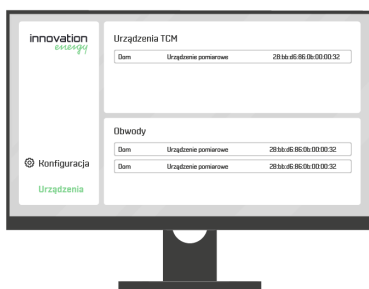 innovation
energy
Urządzenia TCM
Dom Urządzenie pomiarowe 28:bb:d6:86:0b:00:00:32
Obwody
Dom Urządzenie pomiarowe 28:bb:d6:86:0b:00:00:32
Dom Urządzenie pomiarowe 28:bb:d6:86:0b:00:00:32
Konfiguracja
Urządzenia